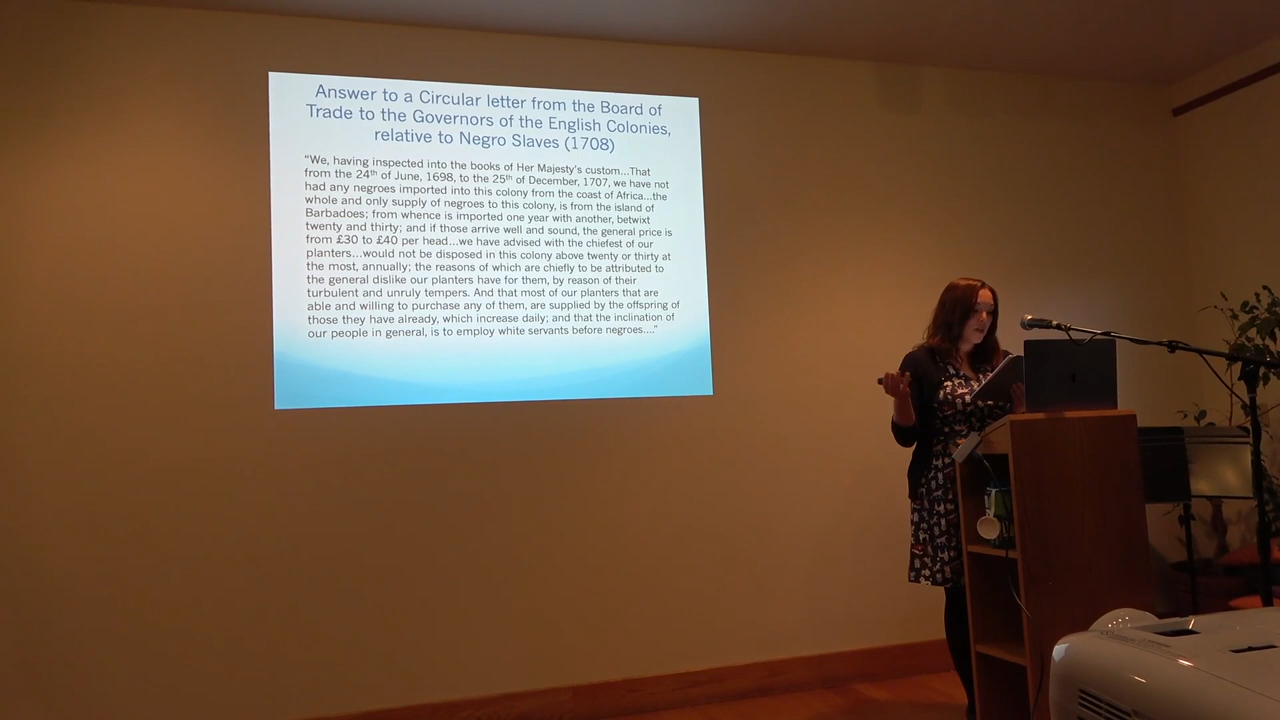 Answer to a Circular letter from the Board of
Trade to the Governors of the English Colonies,
relative to Negro Slaves (1708)
“We, having inspected into the books of Her Majesty’s custom...That
from the 24th of June, 1698, to the 25th of December, 1707, we have not
had any negroes imported into this colony from the coast of Africa...the
whole and only supply of negroes to this colony, is from the island of
Barbadoes; from whence is imported one year with another, betwixt
twenty and thirty; and if those arrive well and sound, the general price is
from £30 to £40 per head...we have advised with the chiefest of our
planters...would not be disposed in this colony above twenty or thirty at
the most, annually; the reasons of which are chiefly to be attributed to
the general dislike our planters have for them, by reason of their
turbulent and unruly tempers. And that most of our planters that are
able and willing to purchase any of them, are supplied by the offspring of
those they have already, which increase daily; and that the inclination of
our people in general, is to employ white servants before negroes....”